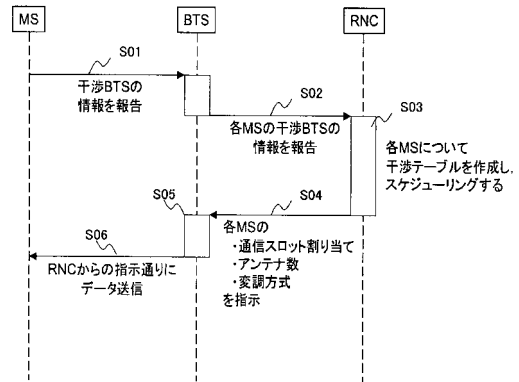 MS
BTS
RNC
S01
干渉BTSの
情報を報告
S02
各MSの干渉BTSの
情報を報告
S03
各MSについて
干渉テーブルを作成し、
スケジューリングする
S04
各MSの
・通信スロット割り当て
・アンテナ数
・変調方式
を指示
S05
S06
RNCからの指示通りに
データ送信